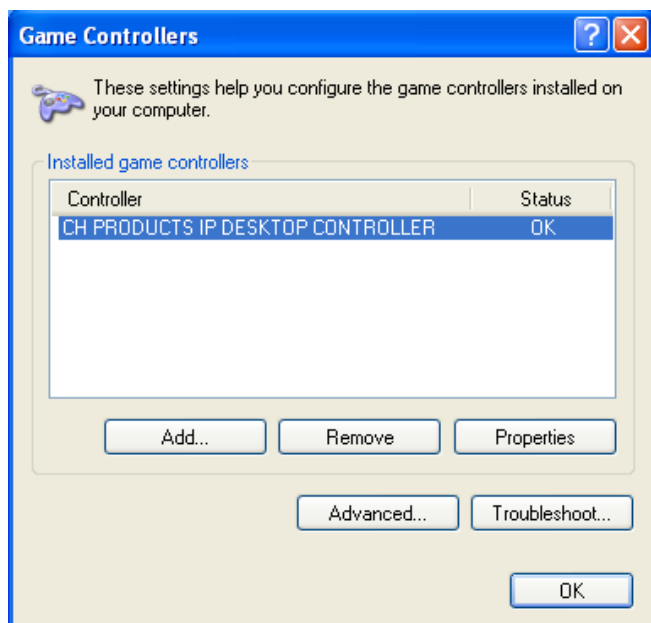 Game Controllers
These settings help you configure the game controllers installed on
your computer.
Installed game controllers
Controller Status
CH PRODUCTS IP DESKTOP CONTROLLER OK
Add... Remove Properties
Advanced... Troubleshoot...
OK